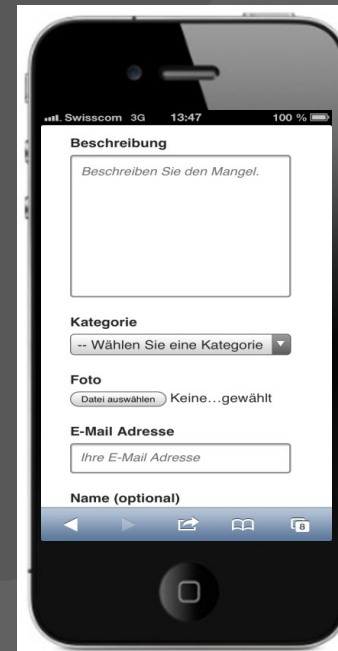 Swisscom 3G 13:47 100 %
Beschreibung
Beschreiben Sie den Mangel.
Kategorie
-- Wählen Sie eine Kategorie
Foto
Datei auswählen Keine...gewählt
E-Mail Adresse
Ihre E-Mail Adresse
Name (optional)
8